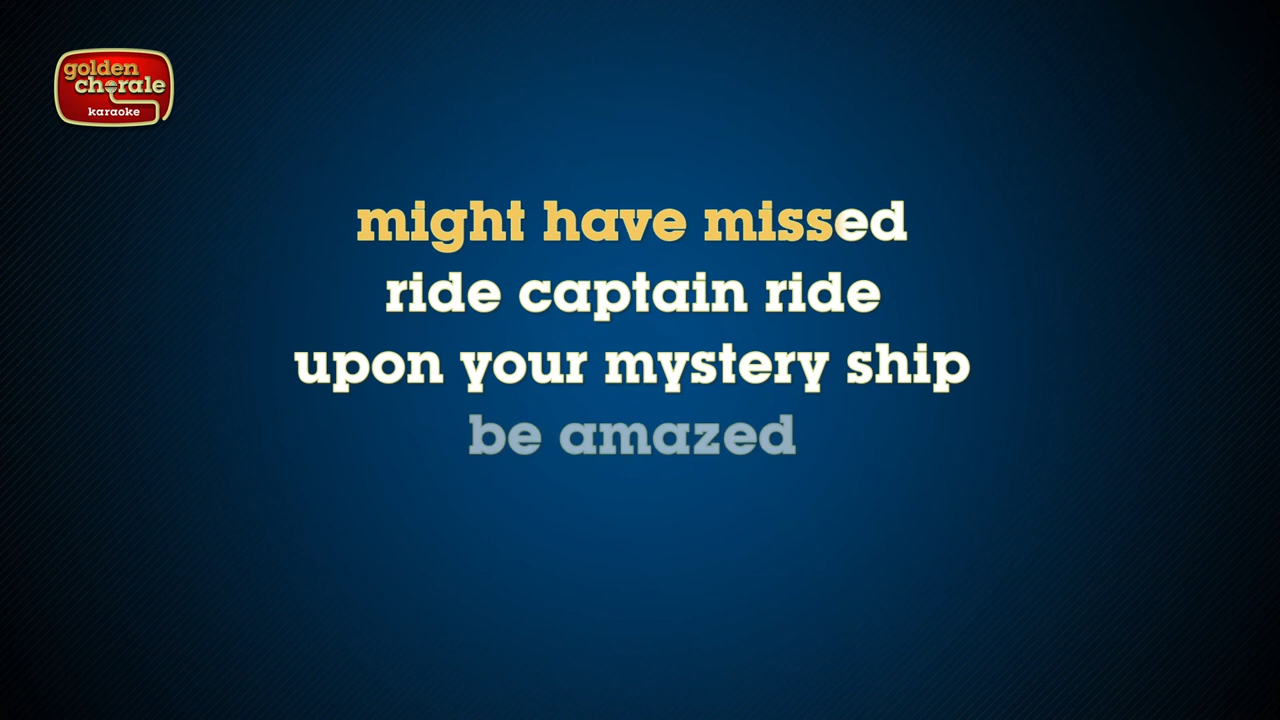 golden
chorale
karaoke
might have missed
ride captain ride
upon your mystery ship
be amazed